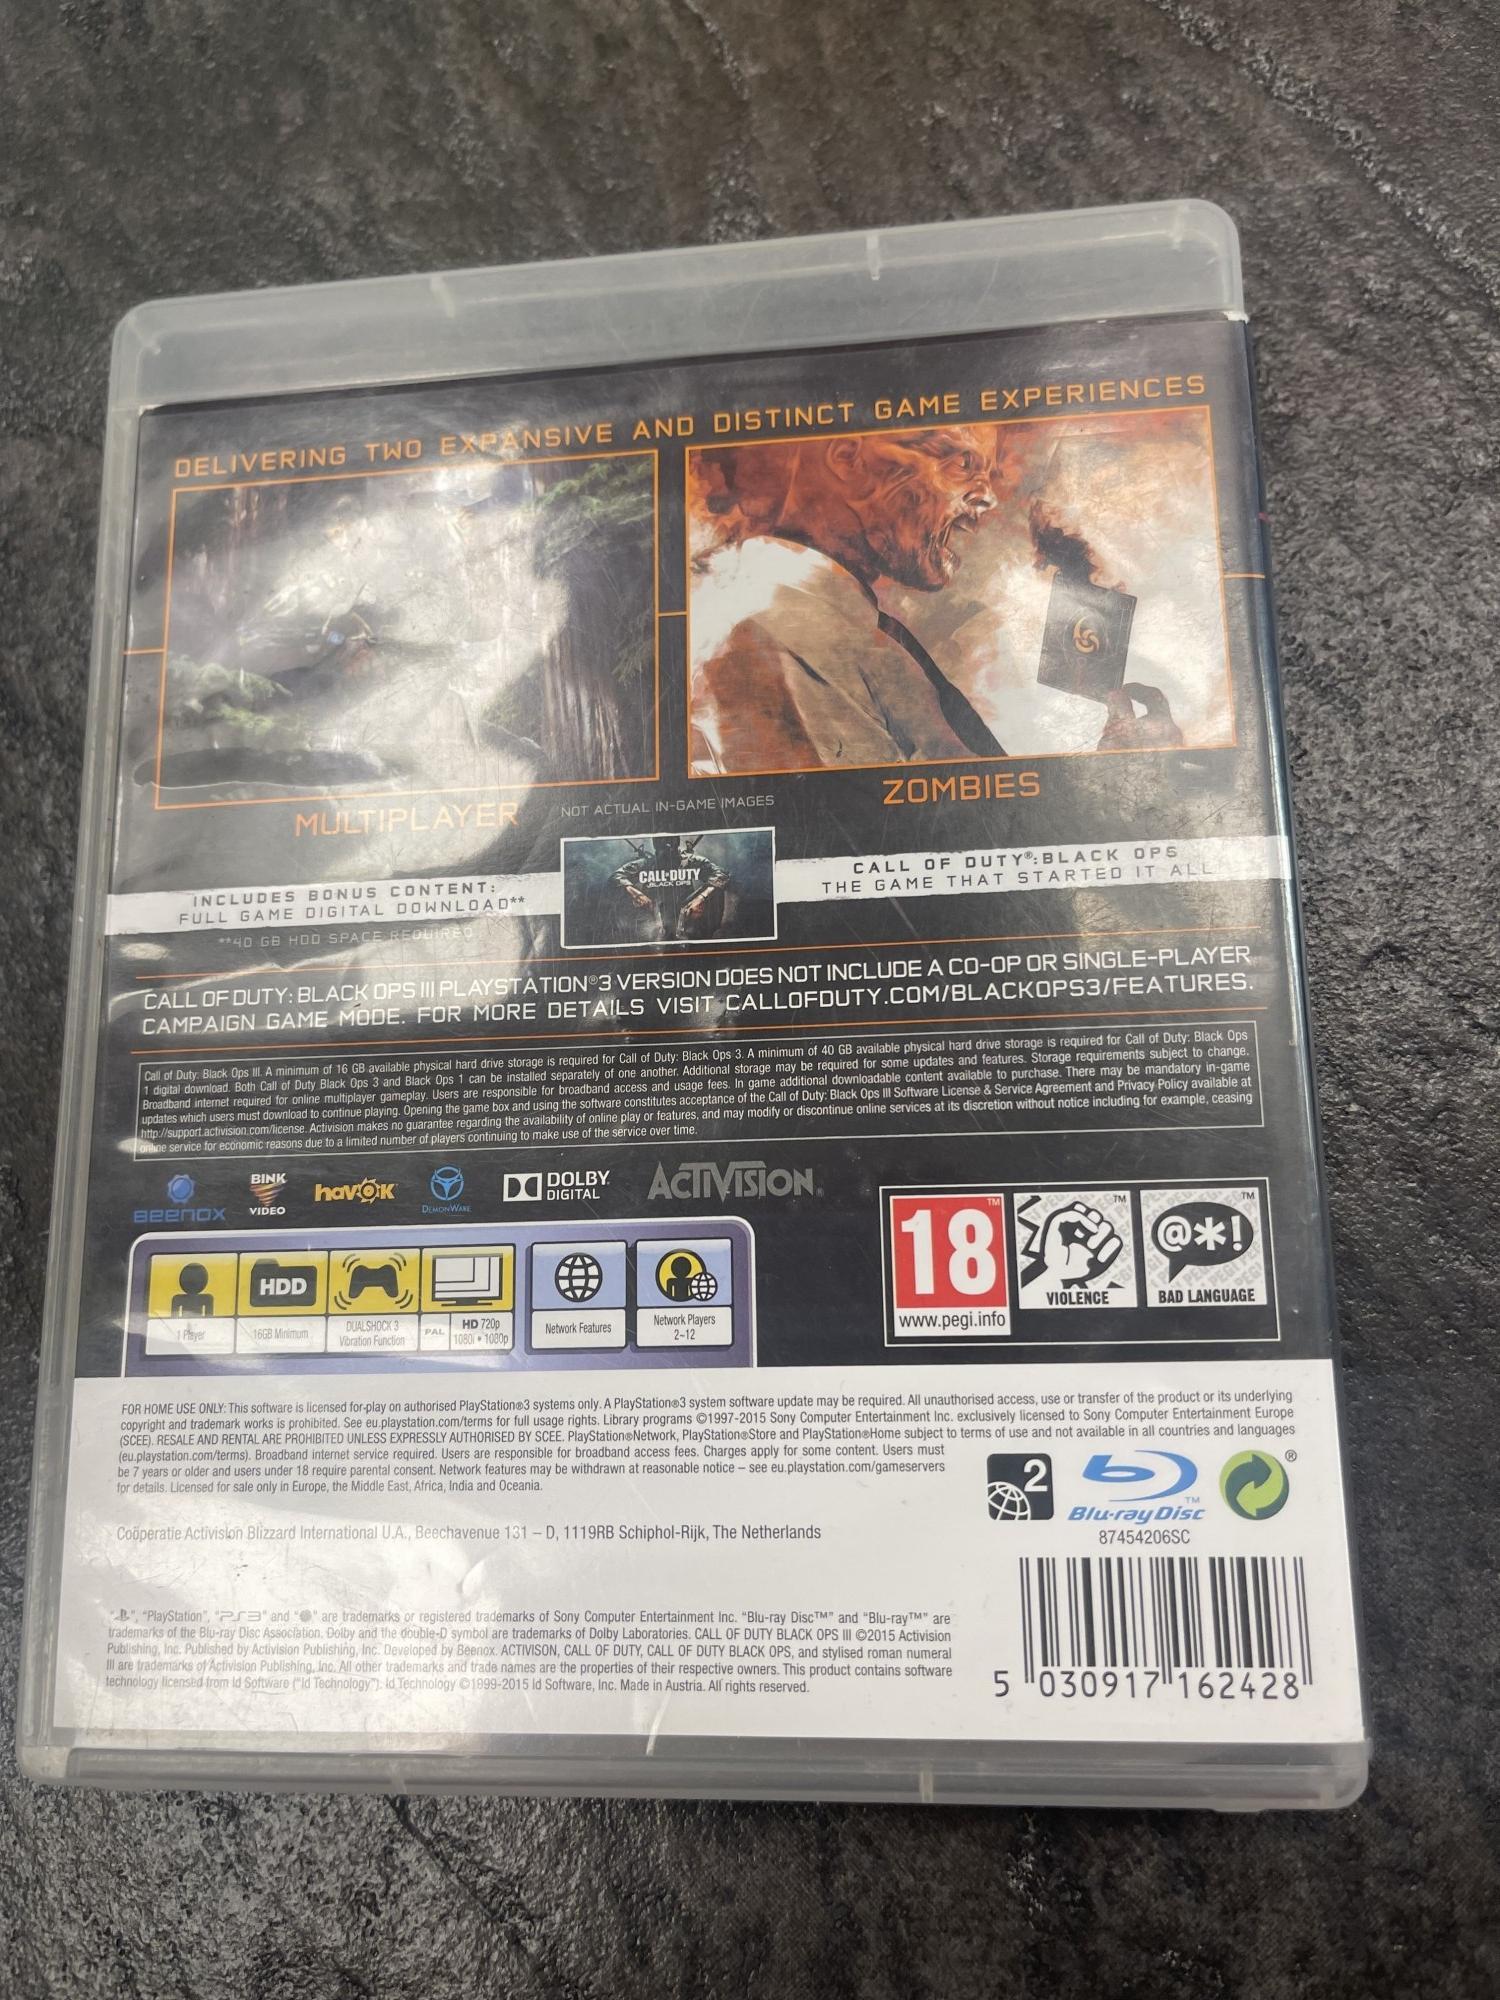 DELIVERING TWO EXPANSIVE AND DISTINCT GAME EXPERIENCES
MULTIPLAYER
NOT ACTUAL IN-GAME IMAGES
ZOMBIES
INCLUDES BONUS CONTENT:
FULL GAME DIGITAL DOWNLOAD**
**40 GB HDD SPACE REQUIRED
CALL OF DUTY
BLACK OPS
CALL OF DUTY®: BLACK OPS
THE GAME THAT STARTED IT ALL
CALL OF DUTY: BLACK OPS III PLAYSTATION®3 VERSION DOES NOT INCLUDE A CO-OP OR SINGLE-PLAYER
CAMPAIGN GAME MODE. FOR MORE DETAILS VISIT CALLOFDUTY.COM/BLACKOPS3/FEATURES.
Call of Duty: Black Ops III. A minimum of 16 GB available physical hard drive storage is required for Call of Duty: Black Ops 3. A minimum of 40 GB available physical hard drive storage is required for Call of Duty: Black Ops
1 digital download. Both Call of Duty Black Ops 3 and Black Ops 1 can be installed separately of one another. Additional storage may be required for some updates and features. Storage requirements subject to change.
Broadband internet required for online multiplayer gameplay. Users are responsible for broadband access and usage fees. In game additional downloadable content available to purchase. There may be mandatory in-game
updates which users must download to continue playing. Opening the game box and using the software constitutes acceptance of the Call of Duty: Black Ops III Software License & Service Agreement and Privacy Policy available at
http://support.activision.com/license. Activision makes no guarantee regarding the availability of online play or features, and may modify or discontinue online services at its discretion without notice including for example, ceasing
online service for economic reasons due to a limited number of players continuing to make use of the service over time.
BEENOX
BINK
VIDEO
havok
DEMONWARE
DOLBY
DIGITAL
ACTIVISION®
HDD
1 Player
16GB Minimum
DUALSHOCK 3
Vibration Function
PAL
HD 720p
1080i • 1080p
Network Features
Network Players
2~12
18
www.pegi.info
VIOLENCE
@*!
BAD LANGUAGE
FOR HOME USE ONLY: This software is licensed for play on authorised PlayStation®3 systems only. A PlayStation®3 system software update may be required. All unauthorised access, use or transfer of the product or its underlying
copyright and trademark works is prohibited. See eu.playstation.com/terms for full usage rights. Library programs ©1997-2015 Sony Computer Entertainment Inc. exclusively licensed to Sony Computer Entertainment Europe
(SCEE). RESALE AND RENTAL ARE PROHIBITED UNLESS EXPRESSLY AUTHORISED BY SCEE. PlayStation®Network, PlayStation®Store and PlayStation®Home subject to terms of use and not available in all countries and languages
(eu.playstation.com/terms). Broadband internet service required. Users are responsible for broadband access fees. Charges apply for some content. Users must
be 7 years or older and users under 18 require parental consent. Network features may be withdrawn at reasonable notice – see eu.playstation.com/gameservers
for details. Licensed for sale only in Europe, the Middle East, Africa, India and Oceania.
2
Blu-ray Disc™
87454206SC
Coöperatie Activision Blizzard International U.A., Beechavenue 131 – D, 1119RB Schiphol-Rijk, The Netherlands
"PlayStation", "PS3" and are trademarks or registered trademarks of Sony Computer Entertainment Inc. "Blu-ray Disc™" and "Blu-ray™" are
trademarks of the Blu-ray Disc Association. Dolby and the double-D symbol are trademarks of Dolby Laboratories. CALL OF DUTY BLACK OPS III ©2015 Activision
Publishing, Inc. Published by Activision Publishing, Inc. Developed by Beenox. ACTIVISON, CALL OF DUTY, CALL OF DUTY BLACK OPS, and stylised roman numeral
III are trademarks of Activision Publishing, Inc. All other trademarks and trade names are the properties of their respective owners. This product contains software
technology licensed from Id Software ("Id Technology"). Id Technology ©1999-2015 Id Software, Inc. Made in Austria. All rights reserved.
5 030917 162428